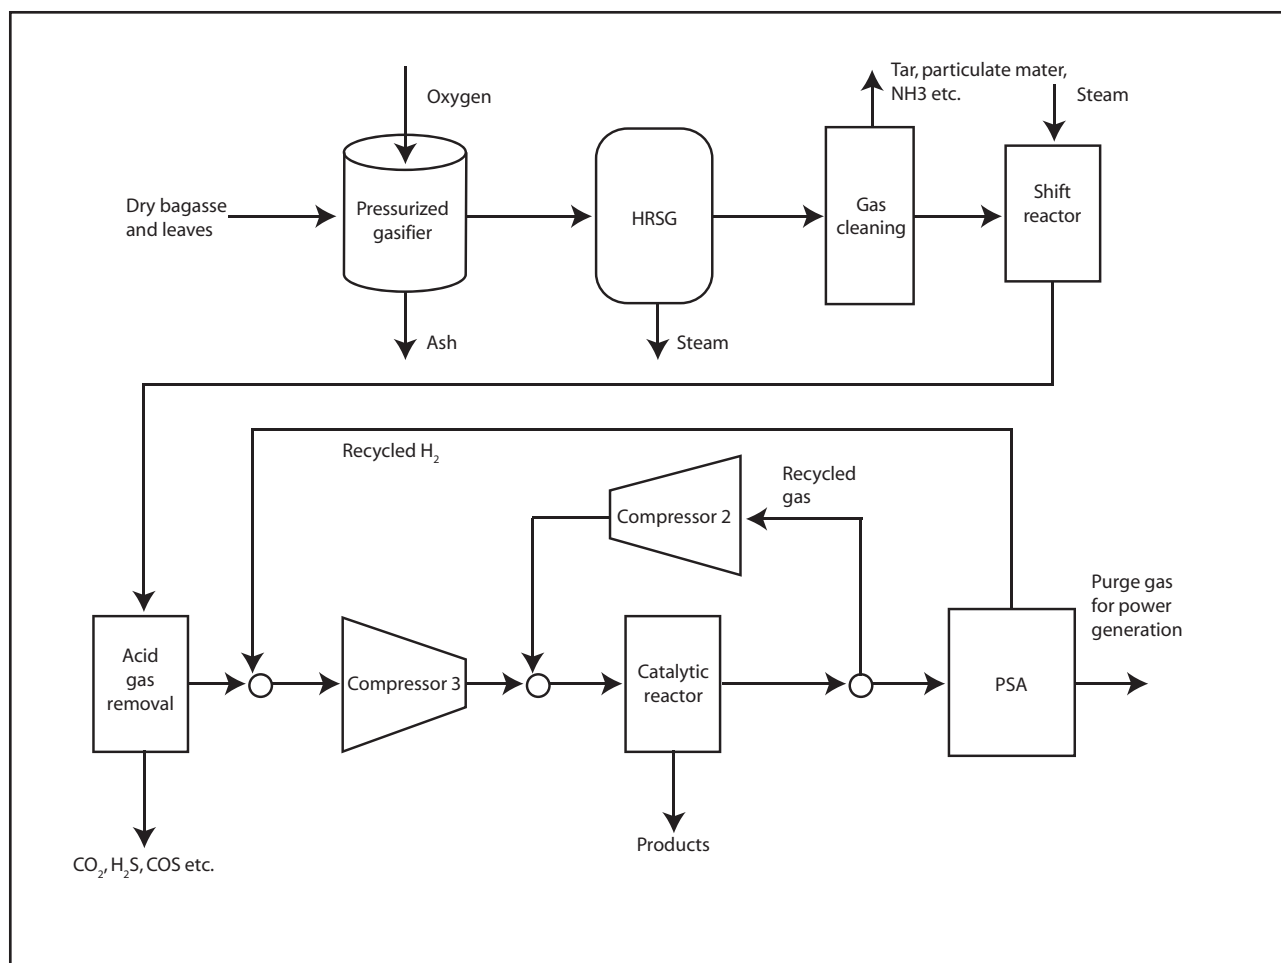 Oxygen
Tar, particulate mater,
NH3 etc.
Steam
Dry bagasse
and leaves
Pressurized
gasifier
HRSG
Gas
cleaning
Shift
reactor
Ash
Steam
Recycled H₂
Recycled
gas
Compressor 2
Purge gas
for power
generation
Acid
gas
removal
Compressor 3
Catalytic
reactor
PSA
Products
CO₂, H₂S, COS etc.